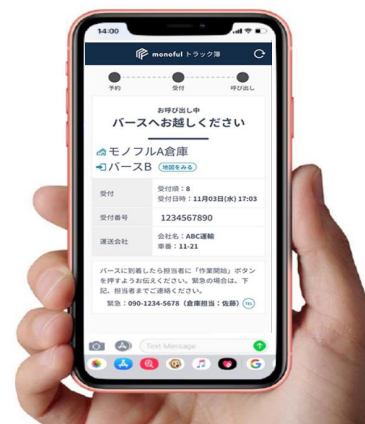 14:00
monoful トラック簿
予約 受付 呼び出し
お呼び出し中
バースへお越しください
モノフルA倉庫
バースB 地図をみる
受付 受付順：8
受付日時：11月03日(水) 17:03
受付番号 1234567890
運送会社 会社名：ABC運輸
車番：11-21
バースに到着したら担当者に「作業開始」ボタン
を押すようお伝えください。緊急の場合は、下
記、担当者までご連絡ください。
緊急：090-1234-5678（倉庫担当：佐藤） TEL
Text Message